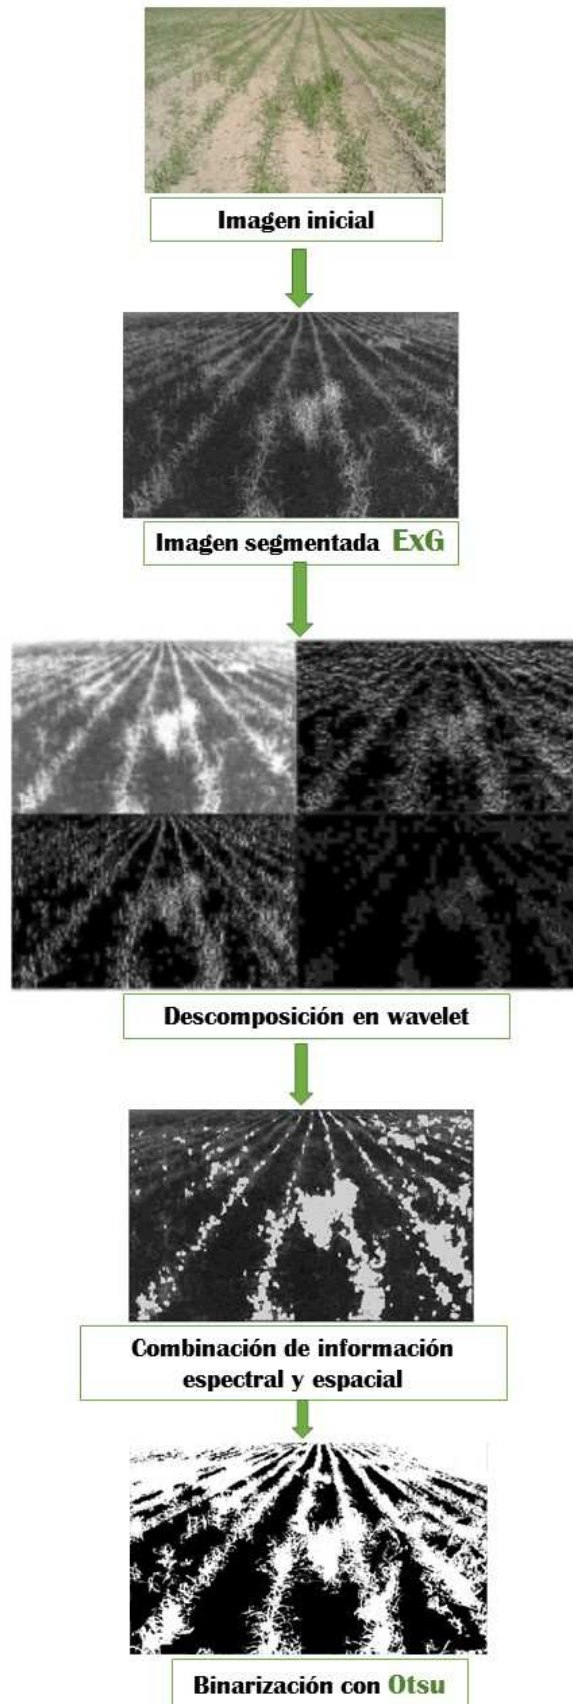 Imagen inicial
Imagen segmentada ExG
Descomposición en wavelet
Combinación de información
espectral y espacial
Binarización con Otsu